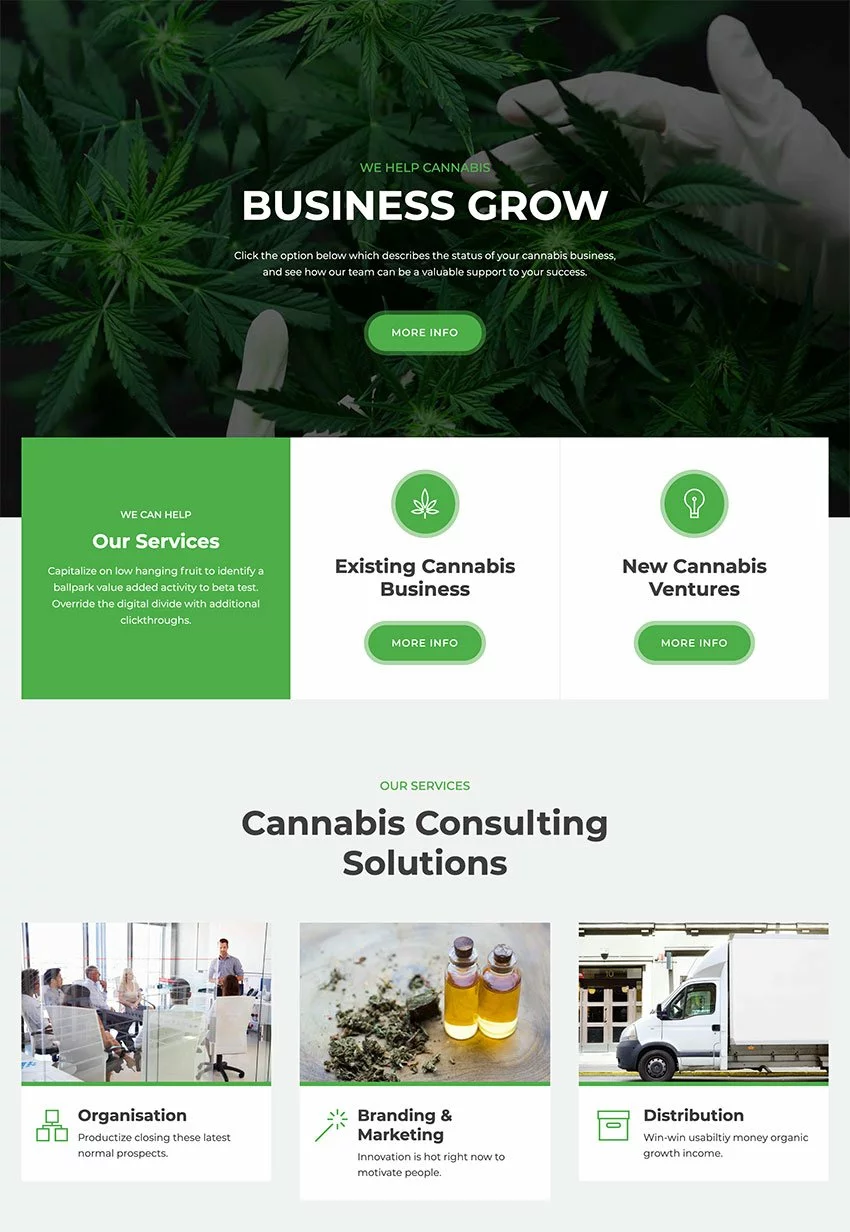 WE HELP CANNABIS
BUSINESS GROW
Click the option below which describes the status of your cannabis business,
and see how our team can be a valuable support to your success.
MORE INFO
WE CAN HELP
Our Services
Capitalize on low hanging fruit to identify a
ballpark value added activity to beta test.
Override the digital divide with additional
clickthroughs.
Existing Cannabis
Business
MORE INFO
New Cannabis
Ventures
MORE INFO
OUR SERVICES
Cannabis Consulting
Solutions
Organisation
Productize closing these latest
normal prospects.
Branding &
Marketing
Innovation is hot right now to
motivate people.
Distribution
Win-win usabiltiy money organic
growth income.